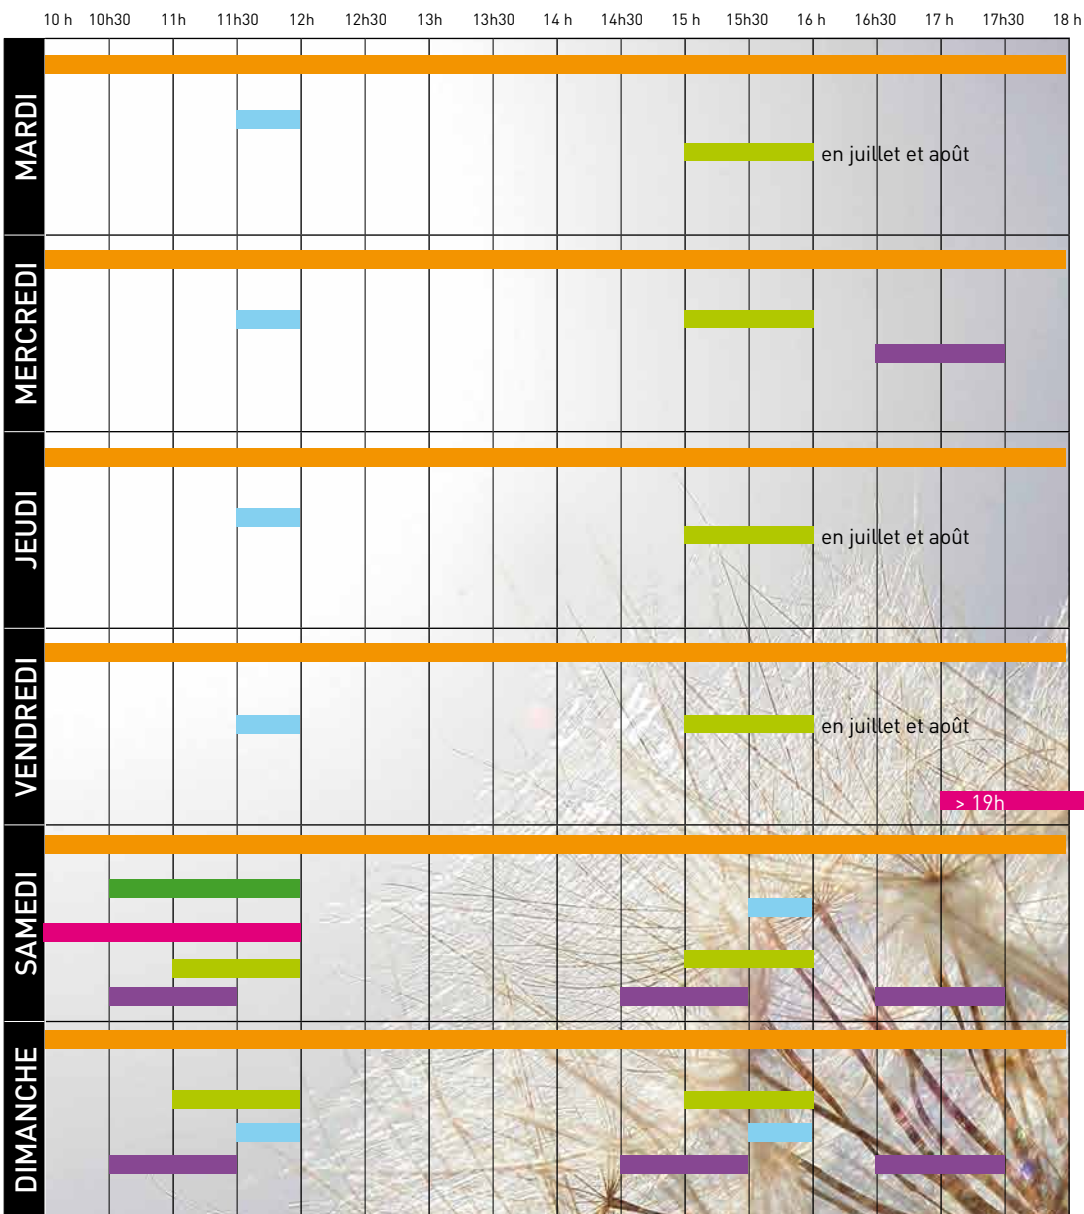 10 h 10h30 11h 11h30 12h 12h30 13h 13h30 14 h 14h30 15 h 15h30 16 h 16h30 17 h 17h30 18 h
MARDI
en juillet et août
MERCREDI
JEUDI
en juillet et août
VENDREDI
en juillet et août
> 19h
SAMEDI
DIMANCHE